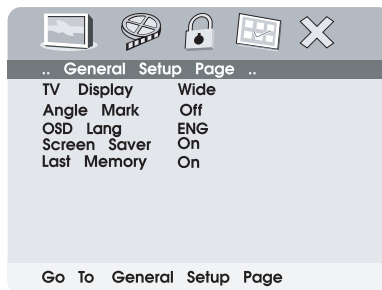 .. General Setup Page ..
TV Display Wide
Angle Mark Off
OSD Lang ENG
Screen Saver On
Last Memory On
Go To General Setup Page